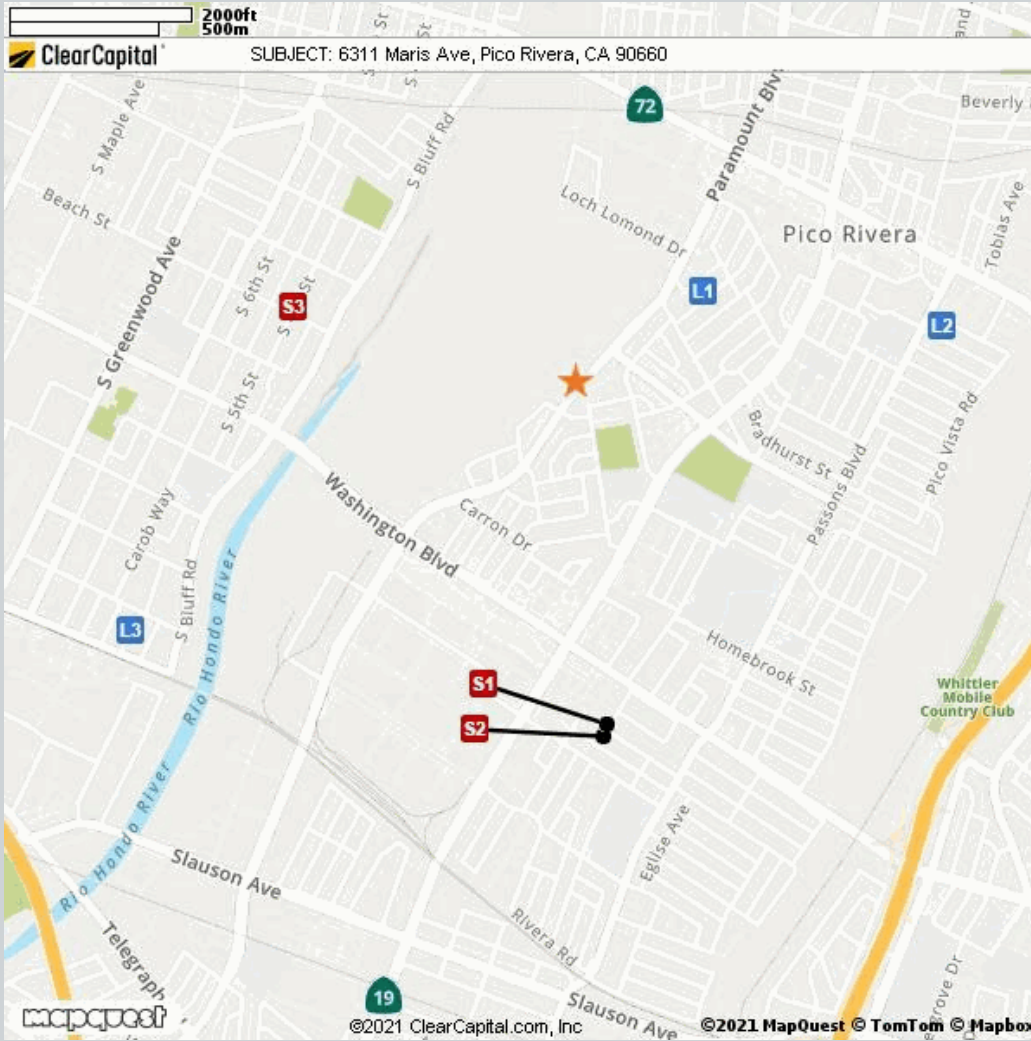 2000ft
500m
ClearCapital
SUBJECT: 6311 Maris Ave, Pico Rivera, CA 90660
S Maple Ave
S Bluff Rd
72
Paramount Blv
Beverly
Beach St
Loch Lomond Dr
Pico Rivera
Tobias Ave
S Greenwood Ave
S 6th St
S3
L1
L2
S 5th St
Bradhurst St
Passons Blvd
Pico Vista Rd
Washington Blvd
Carron Dr
Carob Way
S Bluff Rd
Rio Hondo River
L3
Homebrook St
S1
S2
Whittier
Mobile
Country Club
Rio Hondo River
Slauson Ave
Eglise Ave
Telegraph
Rivera Rd
19
Slauson Ave
mapquest
©2021 ClearCapital.com, Inc
©2021 MapQuest © TomTom © Mapbox